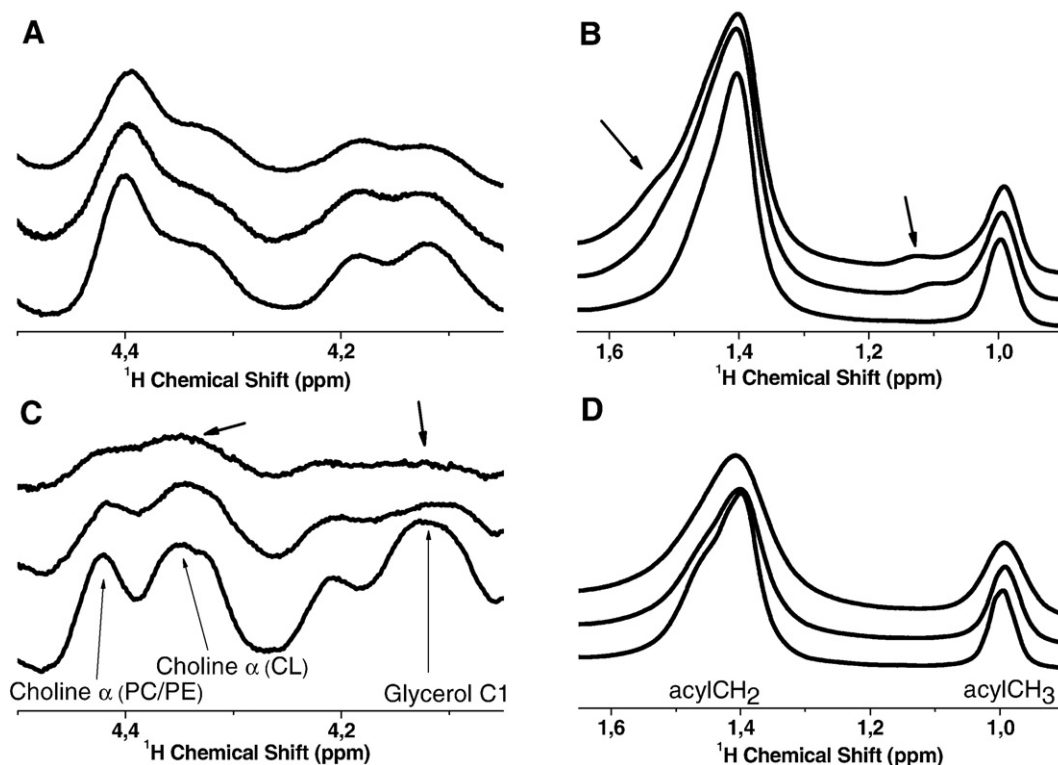 A
B
4,4 4,2
¹H Chemical Shift (ppm)
1,6 1,4 1,2 1,0
¹H Chemical Shift (ppm)
C
D
Choline α (PC/PE)
Choline α (CL)
Glycerol C1
acylCH₂
acylCH₃
4,4 4,2
¹H Chemical Shift (ppm)
1,6 1,4 1,2 1,0
¹H Chemical Shift (ppm)